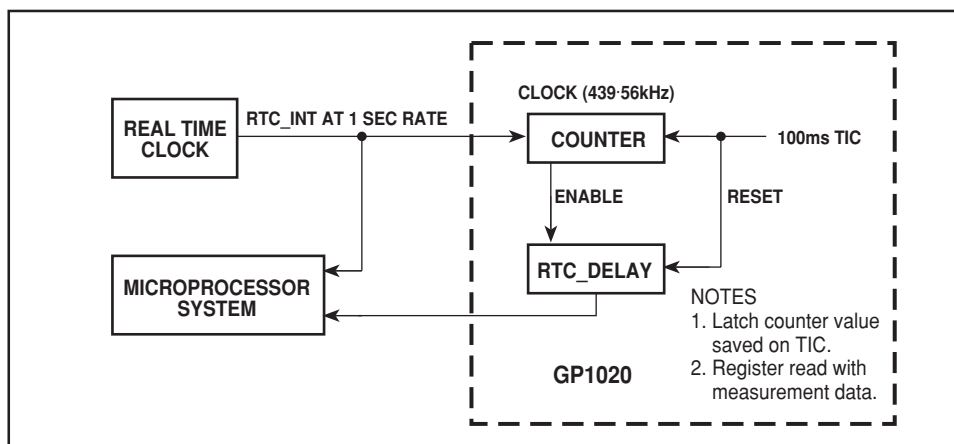 CLOCK (439·56kHz)
RTC_INT AT 1 SEC RATE
REAL TIME
CLOCK
COUNTER
100ms TIC
ENABLE
RESET
RTC_DELAY
MICROPROCESSOR
SYSTEM
NOTES
1. Latch counter value
saved on TIC.
2. Register read with
measurement data.
GP1020